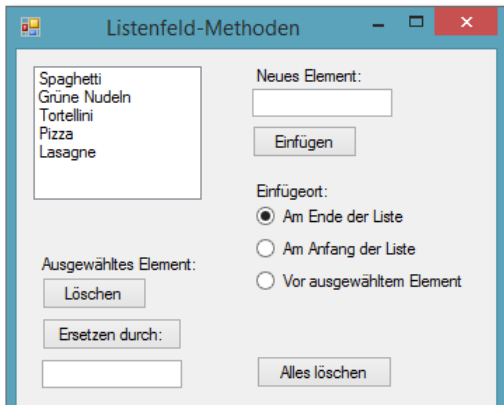 Listenfeld-Methoden
Spaghetti
Grüne Nudeln
Tortellini
Pizza
Lasagne
Neues Element:
Einfügen
Einfügeort:
Am Ende der Liste
Am Anfang der Liste
Vor ausgewähltem Element
Ausgewähltes Element:
Löschen
Ersetzen durch:
Alles löschen